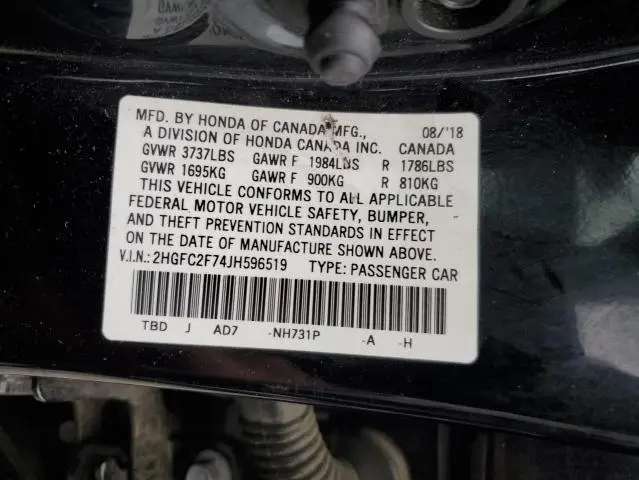 MFD. BY HONDA OF CANADA MFG., 08/'18
A DIVISION OF HONDA CANADA INC. CANADA
GVWR 3737LBS GAWR F 1984LBS R 1786LBS
GVWR 1695KG GAWR F 900KG R 810KG
THIS VEHICLE CONFORMS TO ALL APPLICABLE
FEDERAL MOTOR VEHICLE SAFETY, BUMPER,
AND THEFT PREVENTION STANDARDS IN EFFECT
ON THE DATE OF MANUFACTURE SHOWN ABOVE.
V.I.N.: 2HGFC2F74JH596519 TYPE: PASSENGER CAR
TBD J AD7 -NH731P -A -H